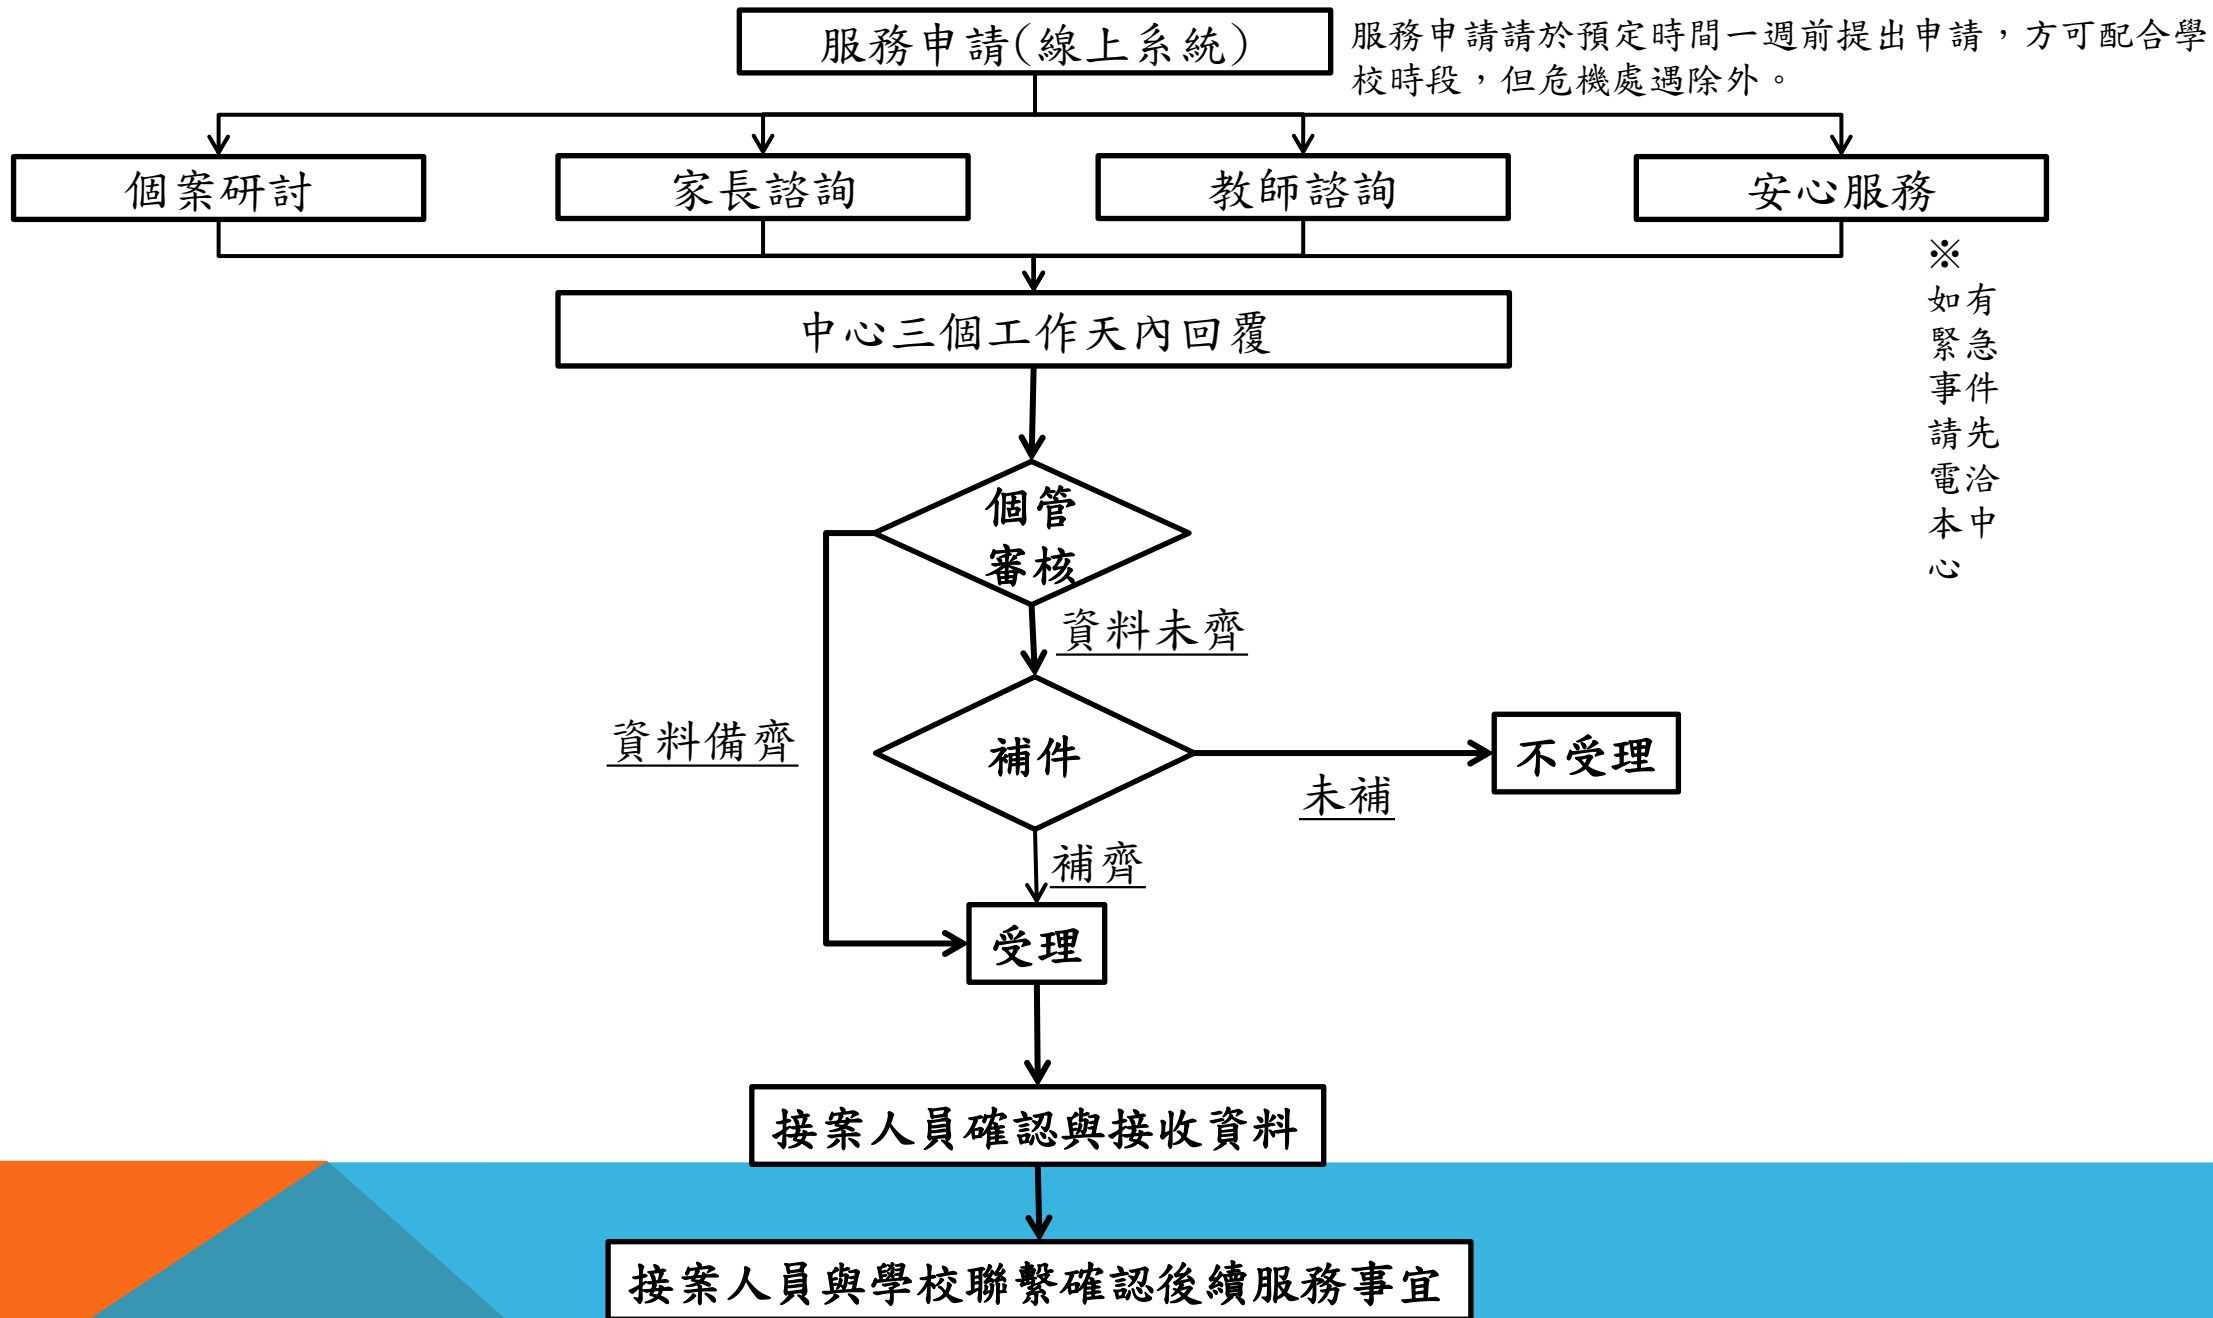 服務申請(線上系統)
服務申請請於預定時間一週前提出申請，方可配合學
校時段，但危機處遇除外。
個案研討
家長諮詢
教師諮詢
安心服務
※
如有
緊急
事件
請先
電洽
本中
心
中心三個工作天內回覆
個管
審核
資料未齊
資料備齊
補件
不受理
未補
補齊
受理
接案人員確認與接收資料
接案人員與學校聯繫確認後續服務事宜